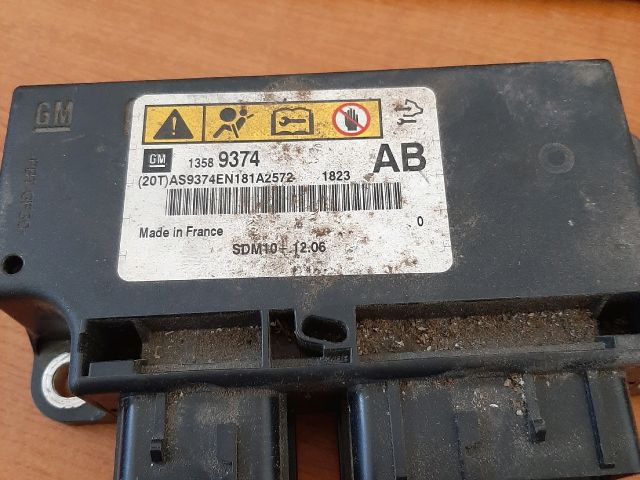 GM
GM 1358 9374 AB
(20T)AS9374EN181A2572 1823
0
Made in France
SDM10- 12.06